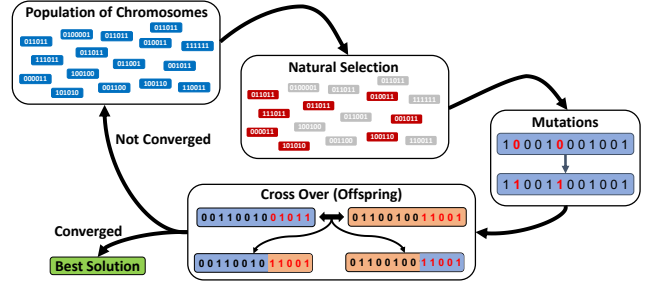 Population of Chromosomes
011011
0100001
011011
011011
010011
111111
011011
111011
011001
001011
000011
100100
001100
100110
110011
101010
Natural Selection
011011
0100001
011011
011011
010011
111111
011011
111011
011001
001011
000011
100100
001100
100110
110011
101010
Mutations
1 0 0 0 1 0 0 0 1 0 0 1
1 1 0 0 1 1 0 0 1 0 0 1
Cross Over (Offspring)
0 0 1 1 0 0 1 0 0 1 0 1 1
0 1 1 0 0 1 0 0 1 1 0 0 1
0 0 1 1 0 0 1 0 1 1 0 0 1
0 1 1 0 0 1 0 0 1 1 0 0 1
Not Converged
Converged
Best Solution